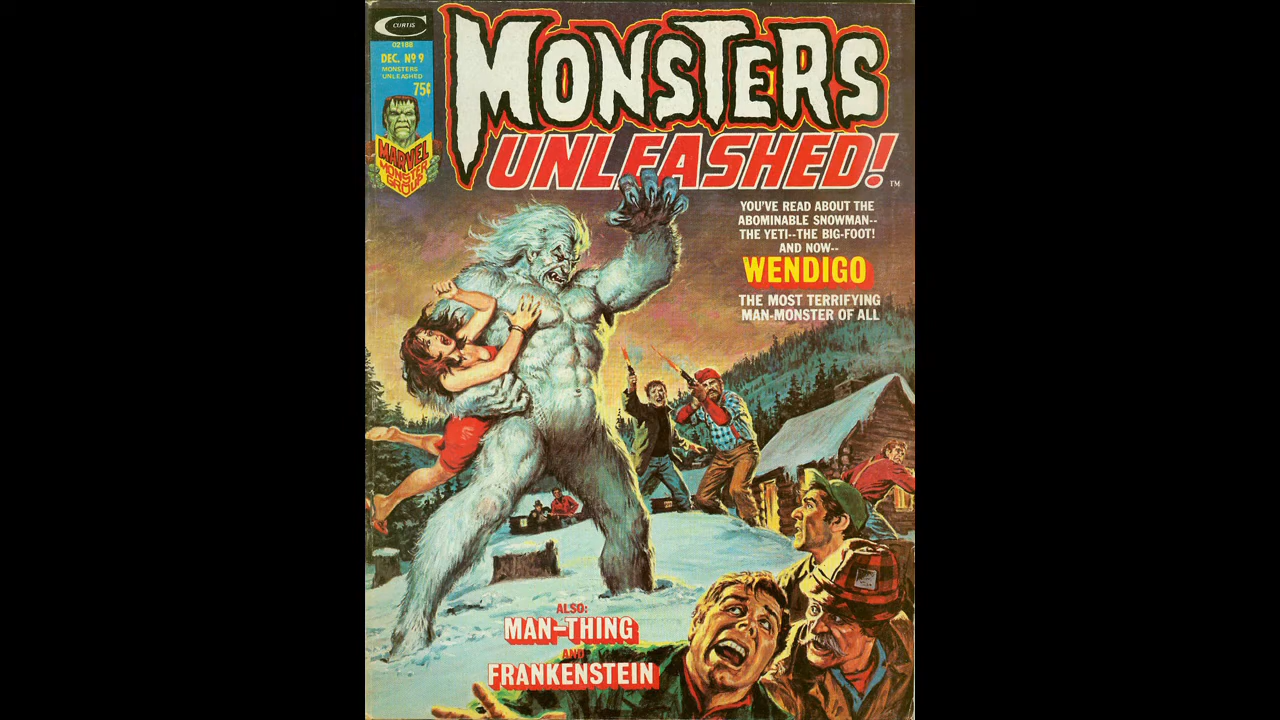 CURTIS
02188
DEC. Nº 9
MONSTERS
UNLEASHED
75¢
MARVEL
MONSTER
GROUP
MONSTERS
UNLEASHED!
TM
YOU'VE READ ABOUT THE
ABOMINABLE SNOWMAN--
THE YETI--THE BIG-FOOT!
AND NOW--
WENDIGO
THE MOST TERRIFYING
MAN-MONSTER OF ALL
ALSO:
MAN-THING
AND
FRANKENSTEIN